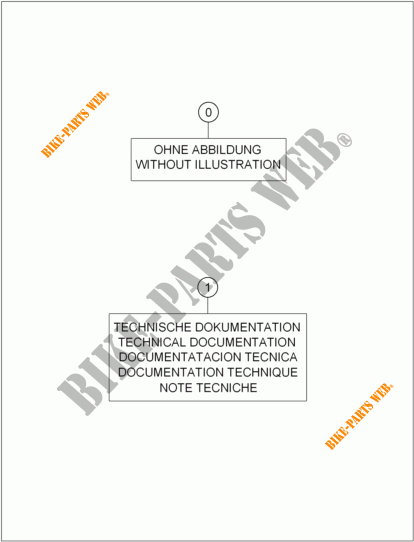 BIKE-PARTS WEB®
0
OHNE ABBILDUNG
WITHOUT ILLUSTRATION
BIKE-PARTS WEB®
1
TECHNISCHE DOKUMENTATION
TECHNICAL DOCUMENTATION
DOCUMENTATACION TECNICA
DOCUMENTATION TECHNIQUE
NOTE TECNICHE
BIKE-PARTS WEB®